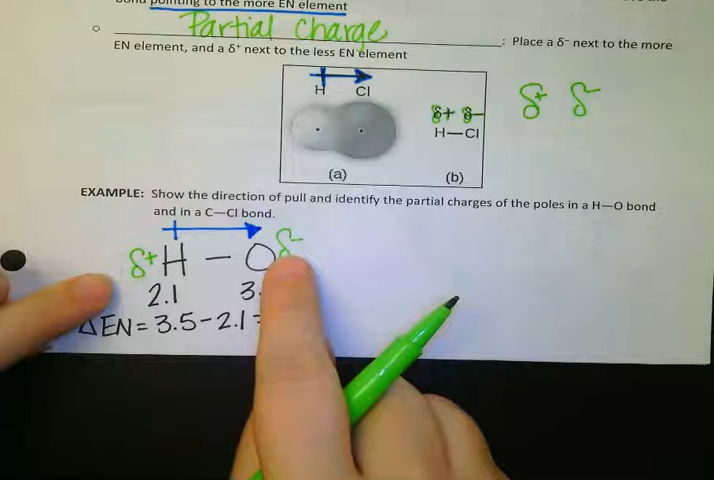 pointing to the more EN element
Partial Charge : Place a δ⁻ next to the more
EN element, and a δ⁺ next to the less EN element
H Cl
δ+ δ−
H—Cl
δ+ δ−
(a) (b)
EXAMPLE: Show the direction of pull and identify the partial charges of the poles in a H—O bond
and in a C—Cl bond.
δ+ H — O δ−
2.1 3.
ΔEN = 3.5 - 2.1 =